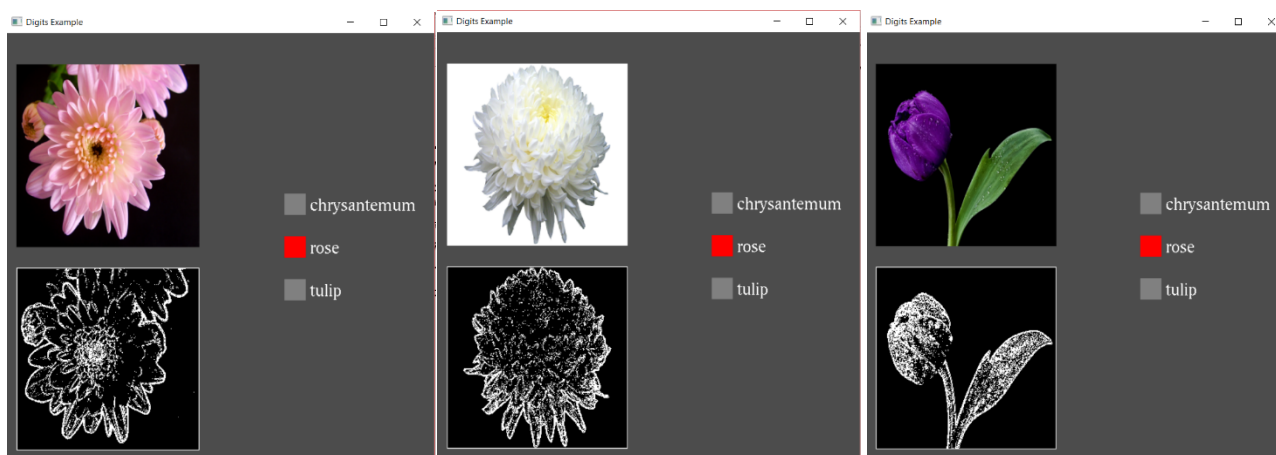 Digits Example
chrysantemum
rose
tulip
Digits Example
chrysantemum
rose
tulip
Digits Example
chrysantemum
rose
tulip